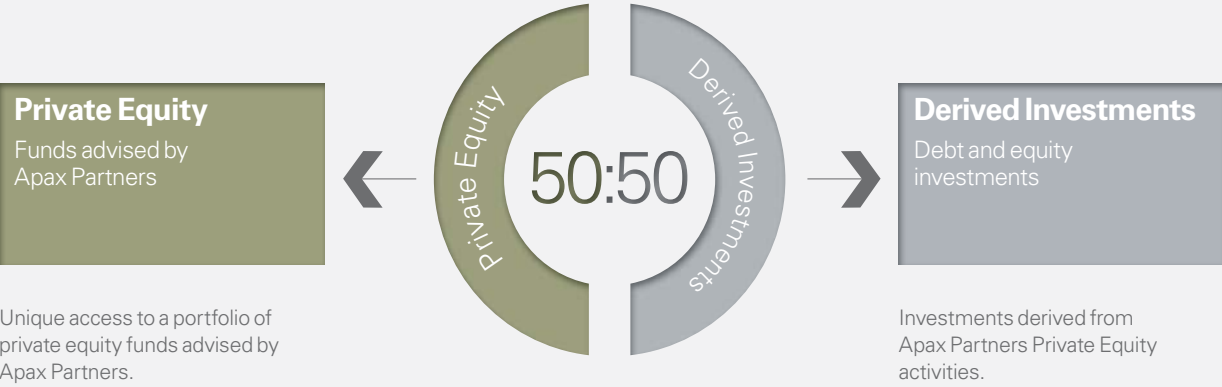 Private Equity
Funds advised by
Apax Partners
Unique access to a portfolio of
private equity funds advised by
Apax Partners.
Private Equity
50:50
Derived Investments
Derived Investments
Debt and equity
investments
Investments derived from
Apax Partners Private Equity
activities.